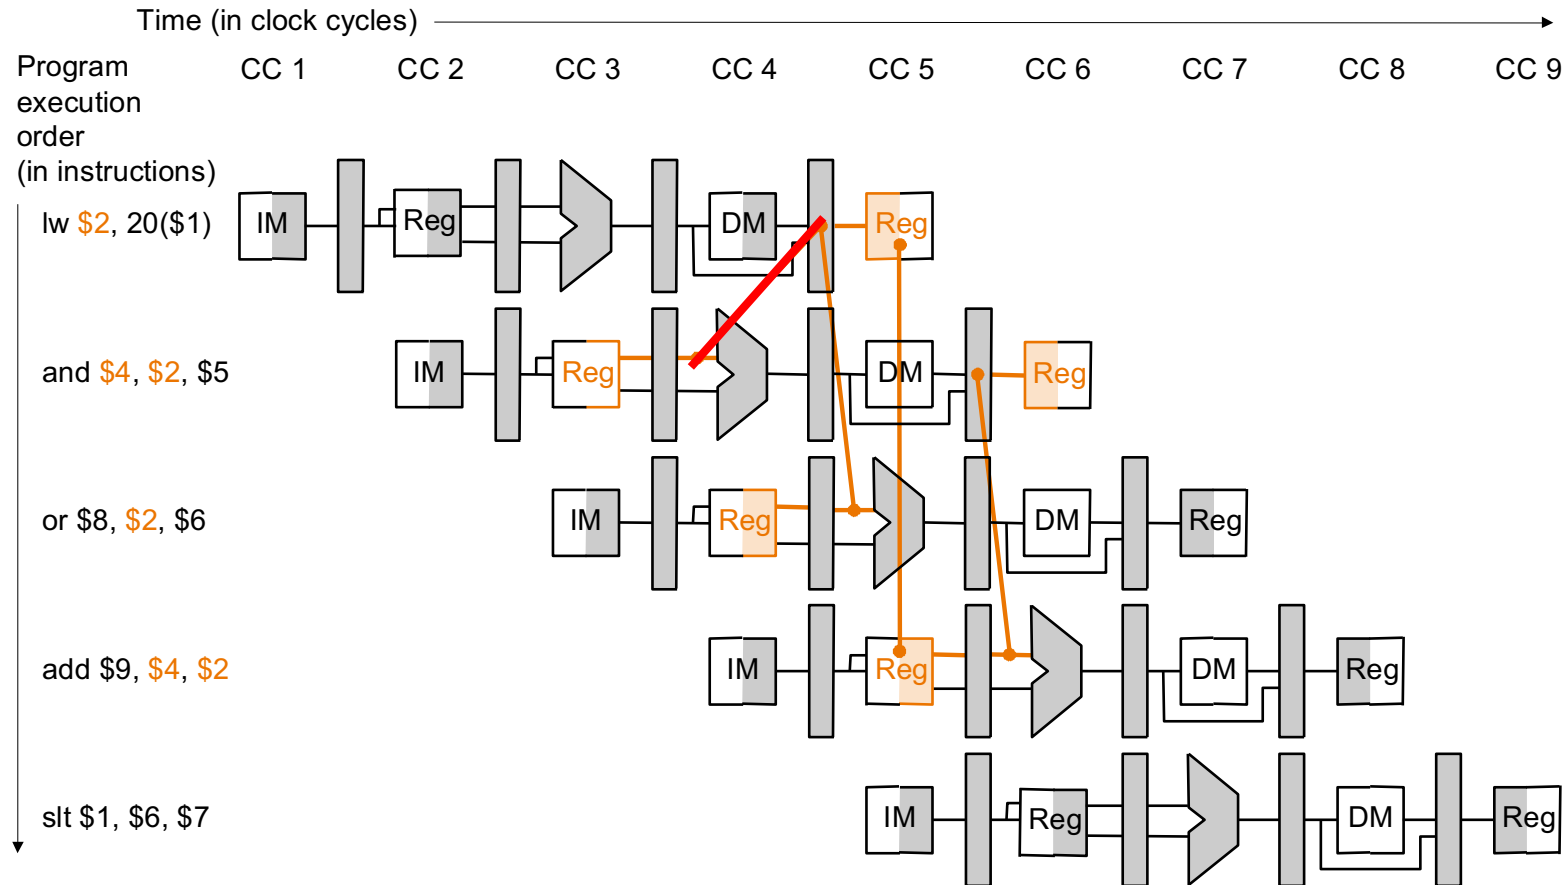 Time (in clock cycles)
Program
execution
order
(in instructions)
CC 1 CC 2 CC 3 CC 4 CC 5 CC 6 CC 7 CC 8 CC 9
lw $2, 20($1)
IM Reg DM Reg
and $4, $2, $5
IM Reg DM Reg
or $8, $2, $6
IM Reg DM Reg
add $9, $4, $2
IM Reg DM Reg
slt $1, $6, $7
IM Reg DM Reg